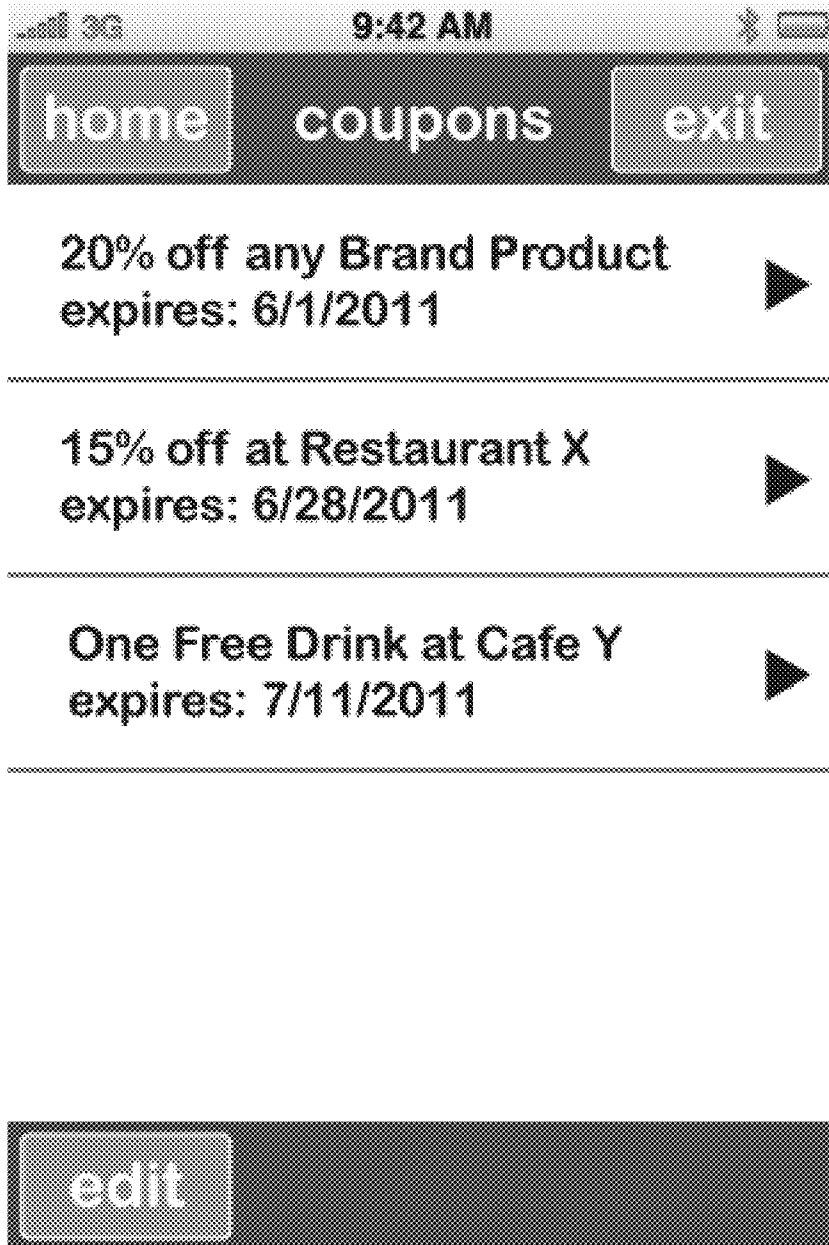 3G 9:42 AM
home coupons exit
20% off any Brand Product
expires: 6/1/2011
15% off at Restaurant X
expires: 6/28/2011
One Free Drink at Cafe Y
expires: 7/11/2011
edit